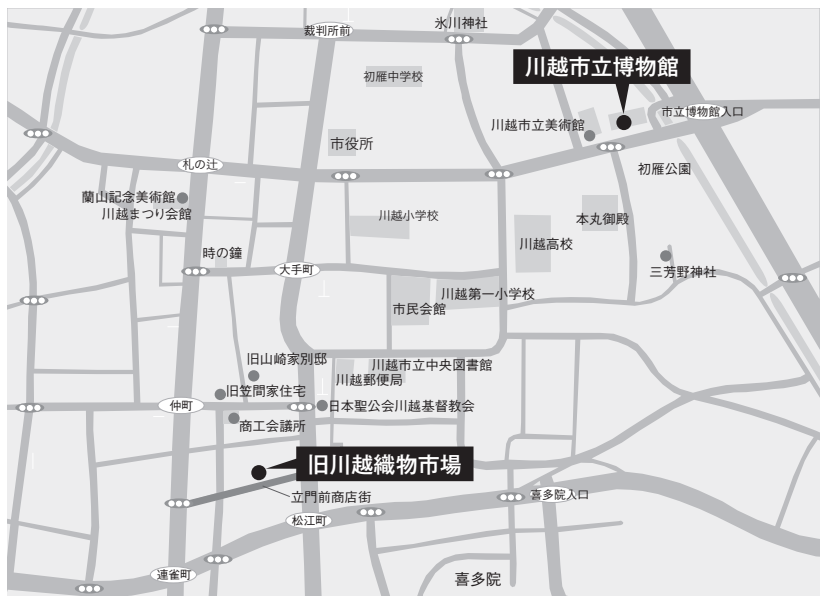 氷川神社
裁判所前
川越市立博物館
初雁中学校
市立博物館入口
川越市立美術館
市役所
札の辻
初雁公園
蘭山記念美術館
川越まつり会館
川越小学校
本丸御殿
川越高校
時の鐘
大手町
三芳野神社
川越第一小学校
市民会館
旧山崎家別邸
川越市立中央図書館
川越郵便局
旧笠間家住宅
仲町
日本聖公会川越基督教会
商工会議所
旧川越織物市場
立門前商店街
喜多院入口
松江町
連雀町
喜多院